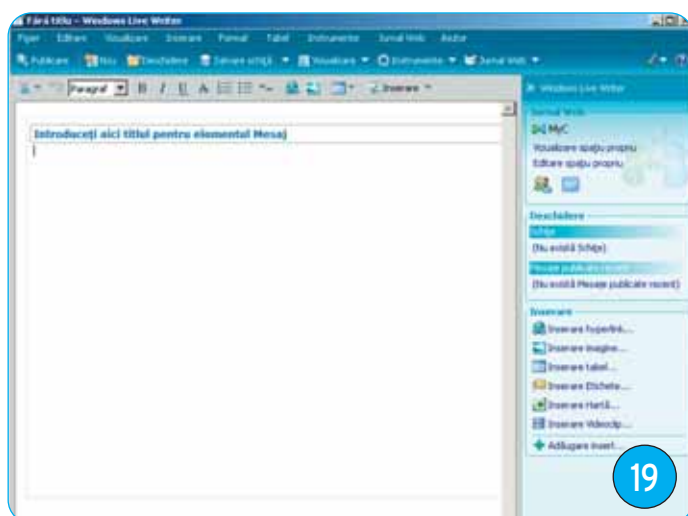 Fără titlu - Windows Live Writer
Fișier Editare Vizualizare Inserare Format Tabel Instrumente Jurnal Web Ajutor
Publicare Nou Deschidere Salvare schiță Vizualizare Instrumente Jurnal Web
Paragraf B I U A Inserare
Windows Live Writer
Introduceți aici titlul pentru elementul Mesaj
Jurnal Web
MyC
Vizualizare spațiu propriu
Editare spațiu propriu
Deschidere
Schițe
(Nu există Schițe)
Mesaje publicate recent
(Nu există Mesaje publicate recent)
Inserare
Inserare hyperlink...
Inserare imagine...
Inserare tabel...
Inserare Etichete...
Inserare Hartă...
Inserare Videoclip...
Adăugare insert...
19